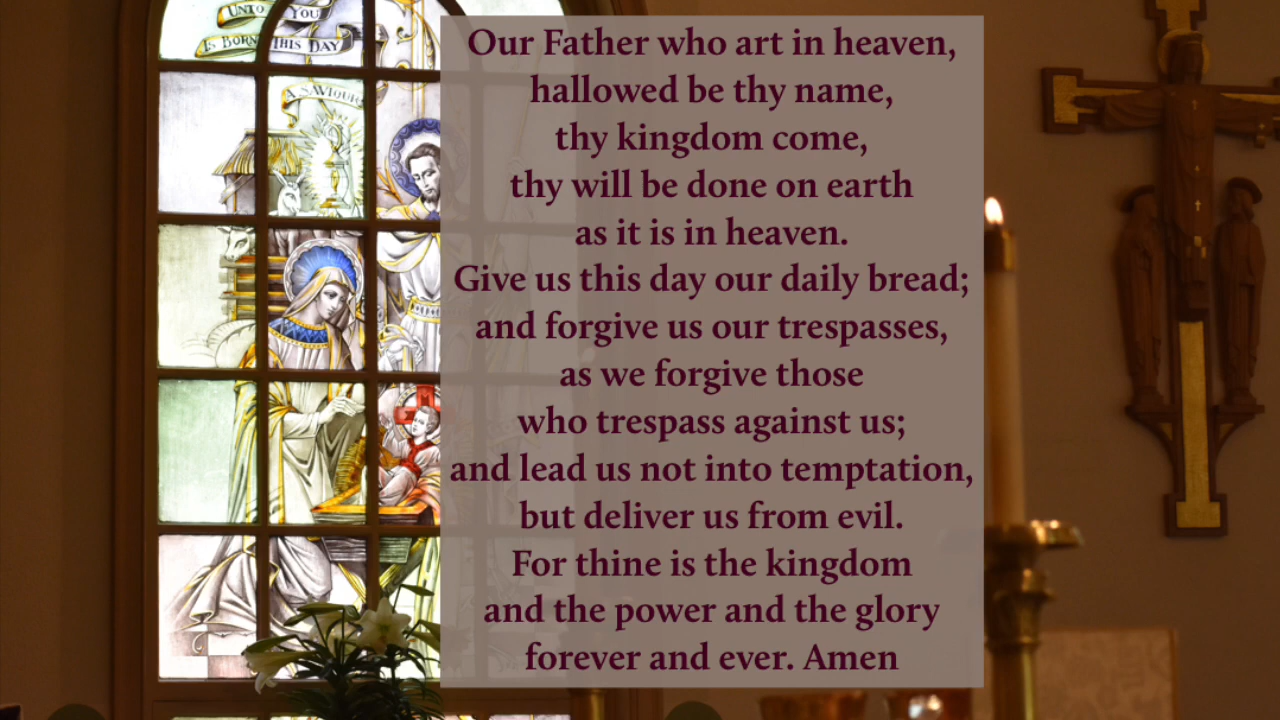 UNTO YOU
IS BORN THIS DAY
A SAVIOUR
Our Father who art in heaven,
hallowed be thy name,
thy kingdom come,
thy will be done on earth
as it is in heaven.
Give us this day our daily bread;
and forgive us our trespasses,
as we forgive those
who trespass against us;
and lead us not into temptation,
but deliver us from evil.
For thine is the kingdom
and the power and the glory
forever and ever. Amen